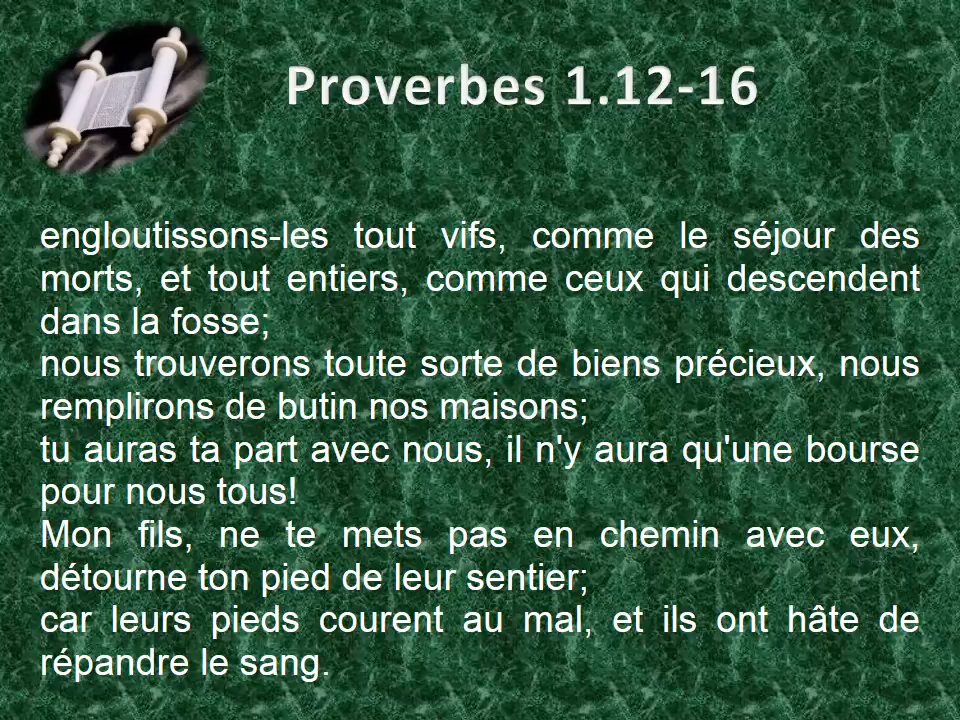 Proverbes 1.12-16
engloutissons-les tout vifs, comme le séjour des
morts, et tout entiers, comme ceux qui descendent
dans la fosse;
nous trouverons toute sorte de biens précieux, nous
remplirons de butin nos maisons;
tu auras ta part avec nous, il n'y aura qu'une bourse
pour nous tous!
Mon fils, ne te mets pas en chemin avec eux,
détourne ton pied de leur sentier;
car leurs pieds courent au mal, et ils ont hâte de
répandre le sang.